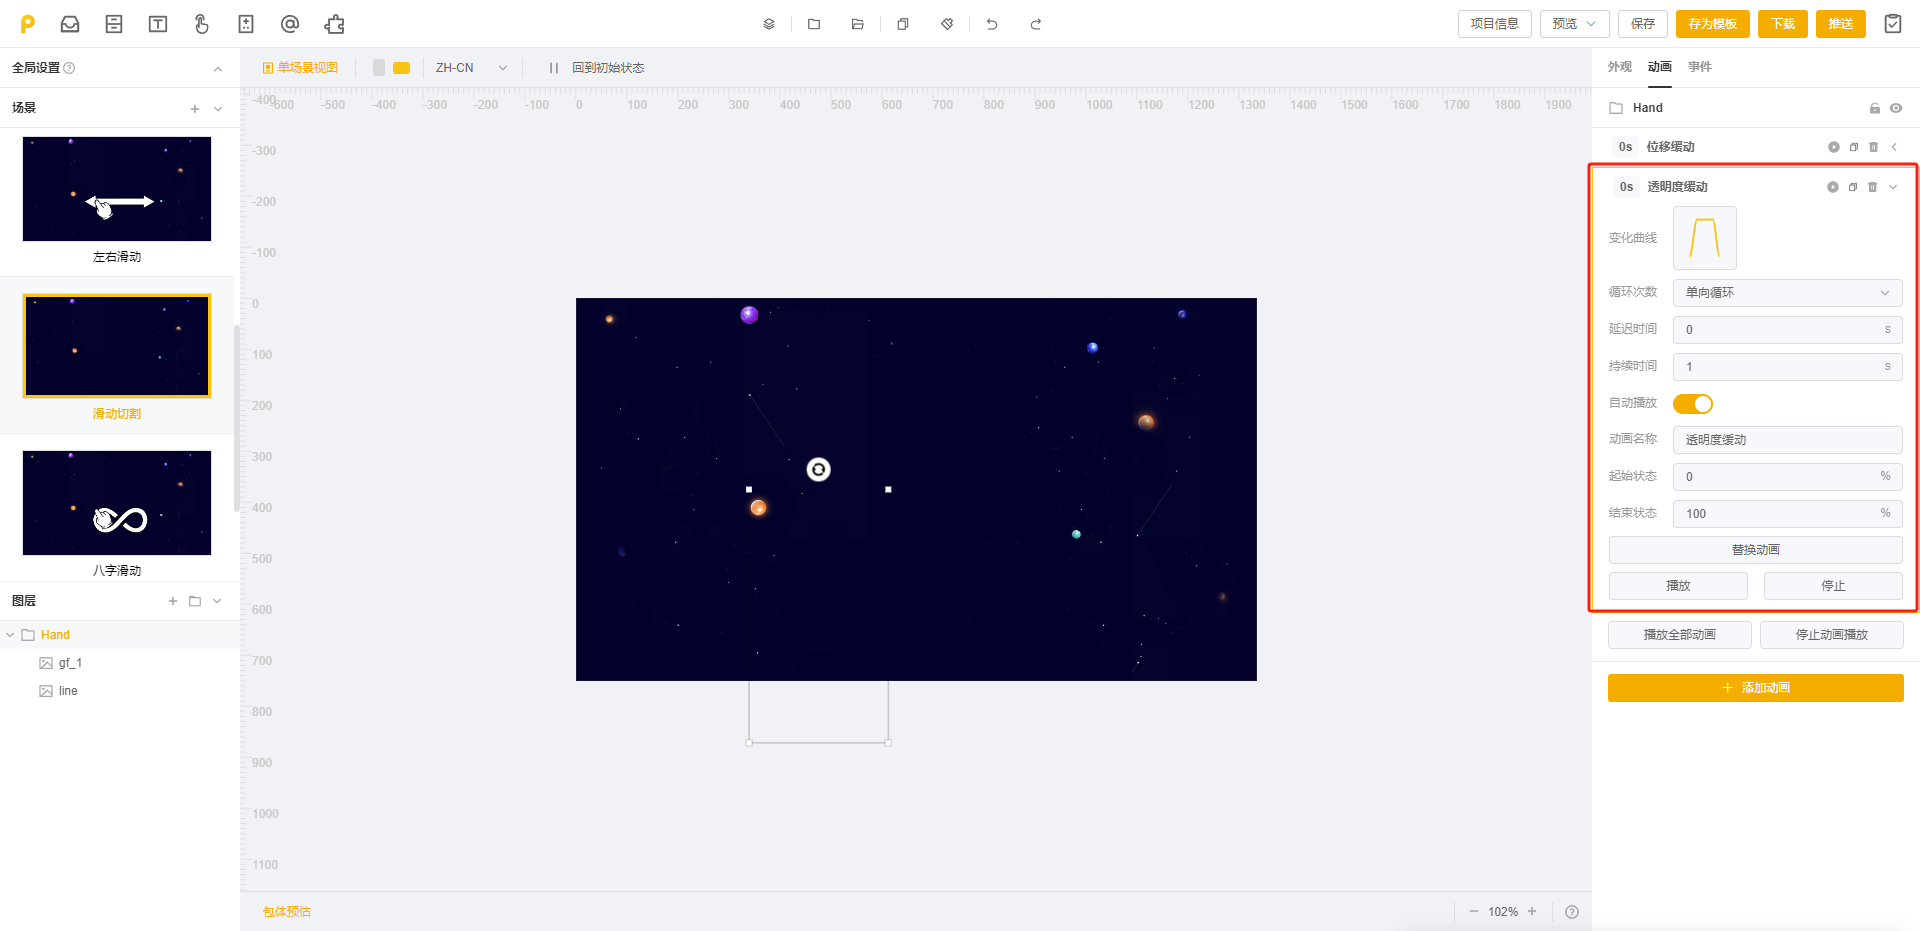 项目信息
预览
保存
存为模板
下载
推送
全局设置
单场景视图
ZH-CN
回到初始状态
外观 动画 事件
场景
-400
-600 -500 -400 -300 -200 -100 0 100 200 300 400 500 600 700 800 900 1000 1100 1200 1300 1400 1500 1600 1700 1800 1900
Hand
-300
0s 位移缓动
0s 透明度缓动
-200
变化曲线
左右滑动
-100
循环次数 单向循环
0
延迟时间 0 s
100
持续时间 1 s
自动播放
200
滑动切割
动画名称 透明度缓动
300
起始状态 0 %
400
结束状态 100 %
替换动画
500
八字滑动
播放 停止
图层
600
Hand
播放全部动画 停止动画播放
gf_1
700
line
添加动画
800
900
1000
1100
包体预估
102%